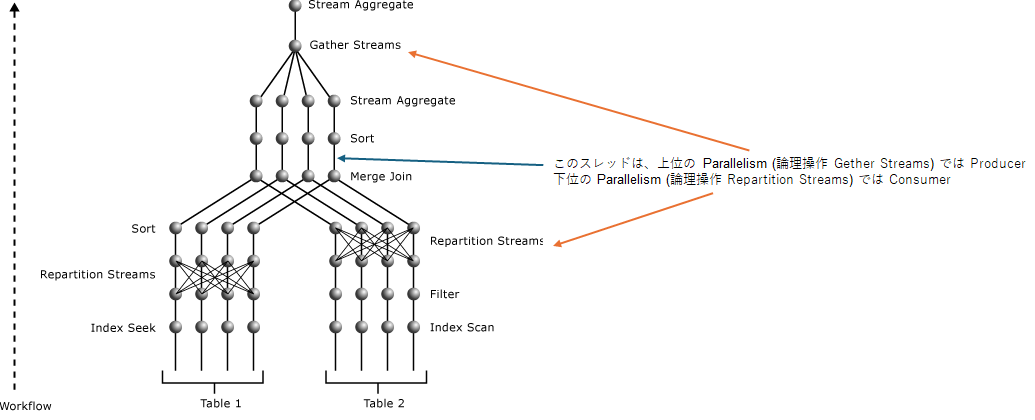 Stream Aggregate
Gather Streams
Stream Aggregate
Sort
このスレッドは、上位の Parallelism (論理操作 Gether Streams) では Producer
下位の Parallelism (論理操作 Repartition Streams) では Consumer
Merge Join
Sort
Repartition Streams
Repartition Streams
Filter
Index Seek
Index Scan
Table 1
Table 2
Workflow